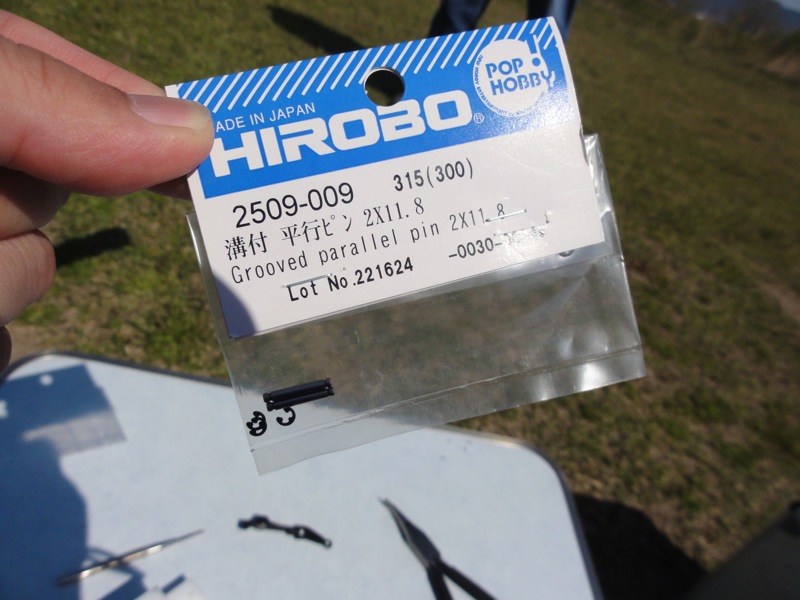 POP!
HOBBY
ADE IN JAPAN
HIROBO®
2509-009 315(300)
溝付 平行ピン 2X11.8
Grooved parallel pin 2X11.8
Lot No.221624 -0030-